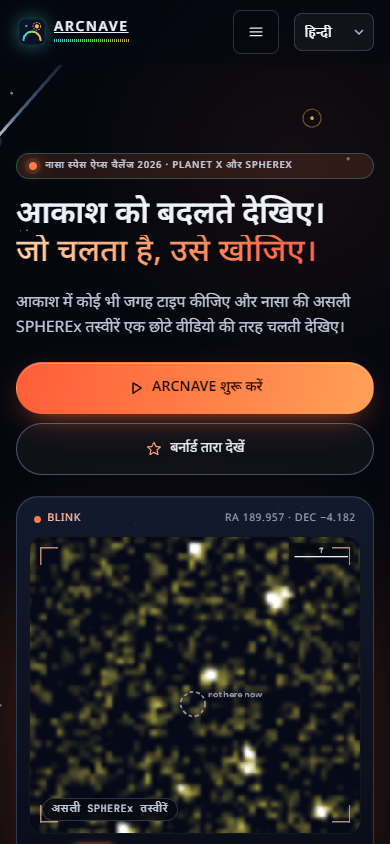 ARCNAVE
हिन्दी
नासा स्पेस ऐप्स चैलेंज 2026 · PLANET X और SPHEREX
आकाश को बदलते देखिए।
जो चलता है, उसे खोजिए।
आकाश में कोई भी जगह टाइप कीजिए और नासा की असली
SPHEREx तस्वीरें एक छोटे वीडियो की तरह चलती देखिए।
ARCNAVE शुरू करें
बर्नार्ड तारा देखें
BLINK
RA 189.957 · DEC −4.182
not here now
असली SPHEREx तस्वीरें